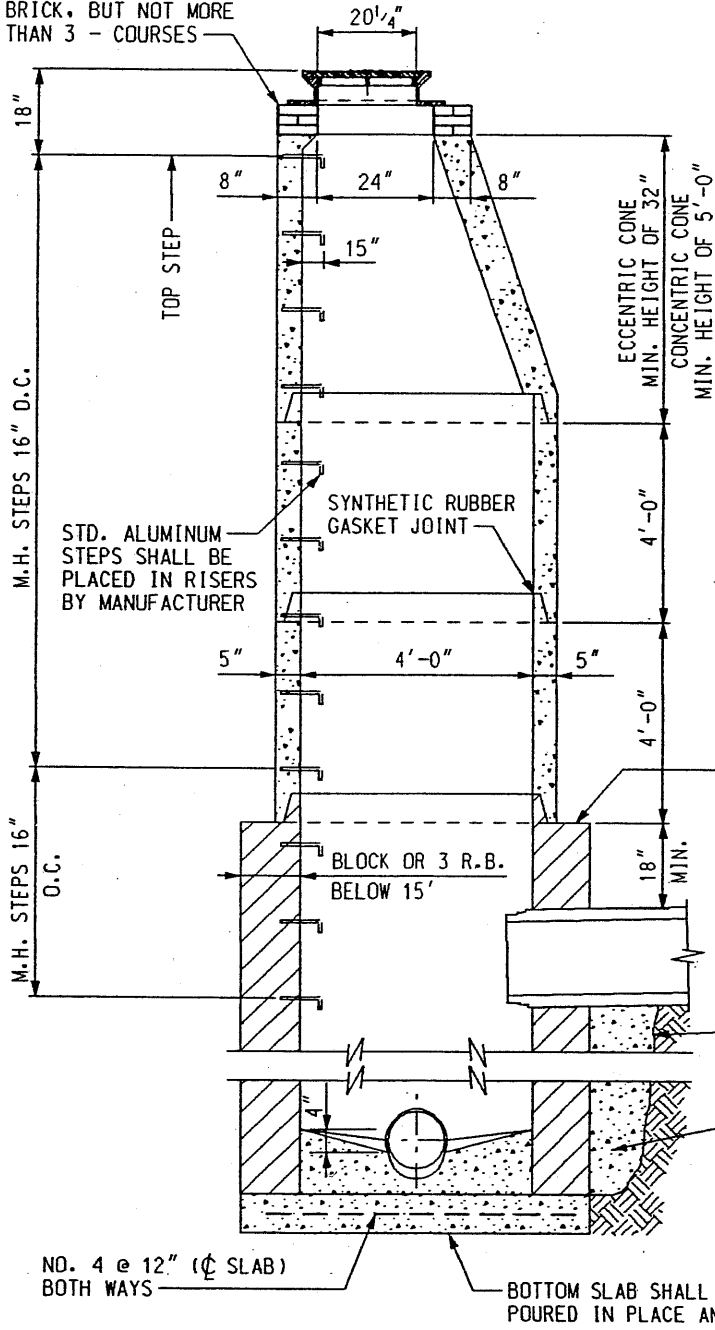 BRICK, BUT NOT MORE
THAN 3 - COURSES
20 1/4"
18"
8"
24"
8"
15"
TOP STEP
ECCENTRIC CONE
MIN. HEIGHT OF 32"
CONCENTRIC CONE
MIN. HEIGHT OF 5'-0"
M.H. STEPS 16" O.C.
STD. ALUMINUM
STEPS SHALL BE
PLACED IN RISERS
BY MANUFACTURER
SYNTHETIC RUBBER
GASKET JOINT
4'-0"
5"
4'-0"
5"
4'-0"
M.H. STEPS 16"
O.C.
BLOCK OR 3 R.B.
BELOW 15'
18"
MIN.
4"
NO. 4 @ 12" (℄ SLAB)
BOTH WAYS
BOTTOM SLAB SHALL
POURED IN PLACE AN